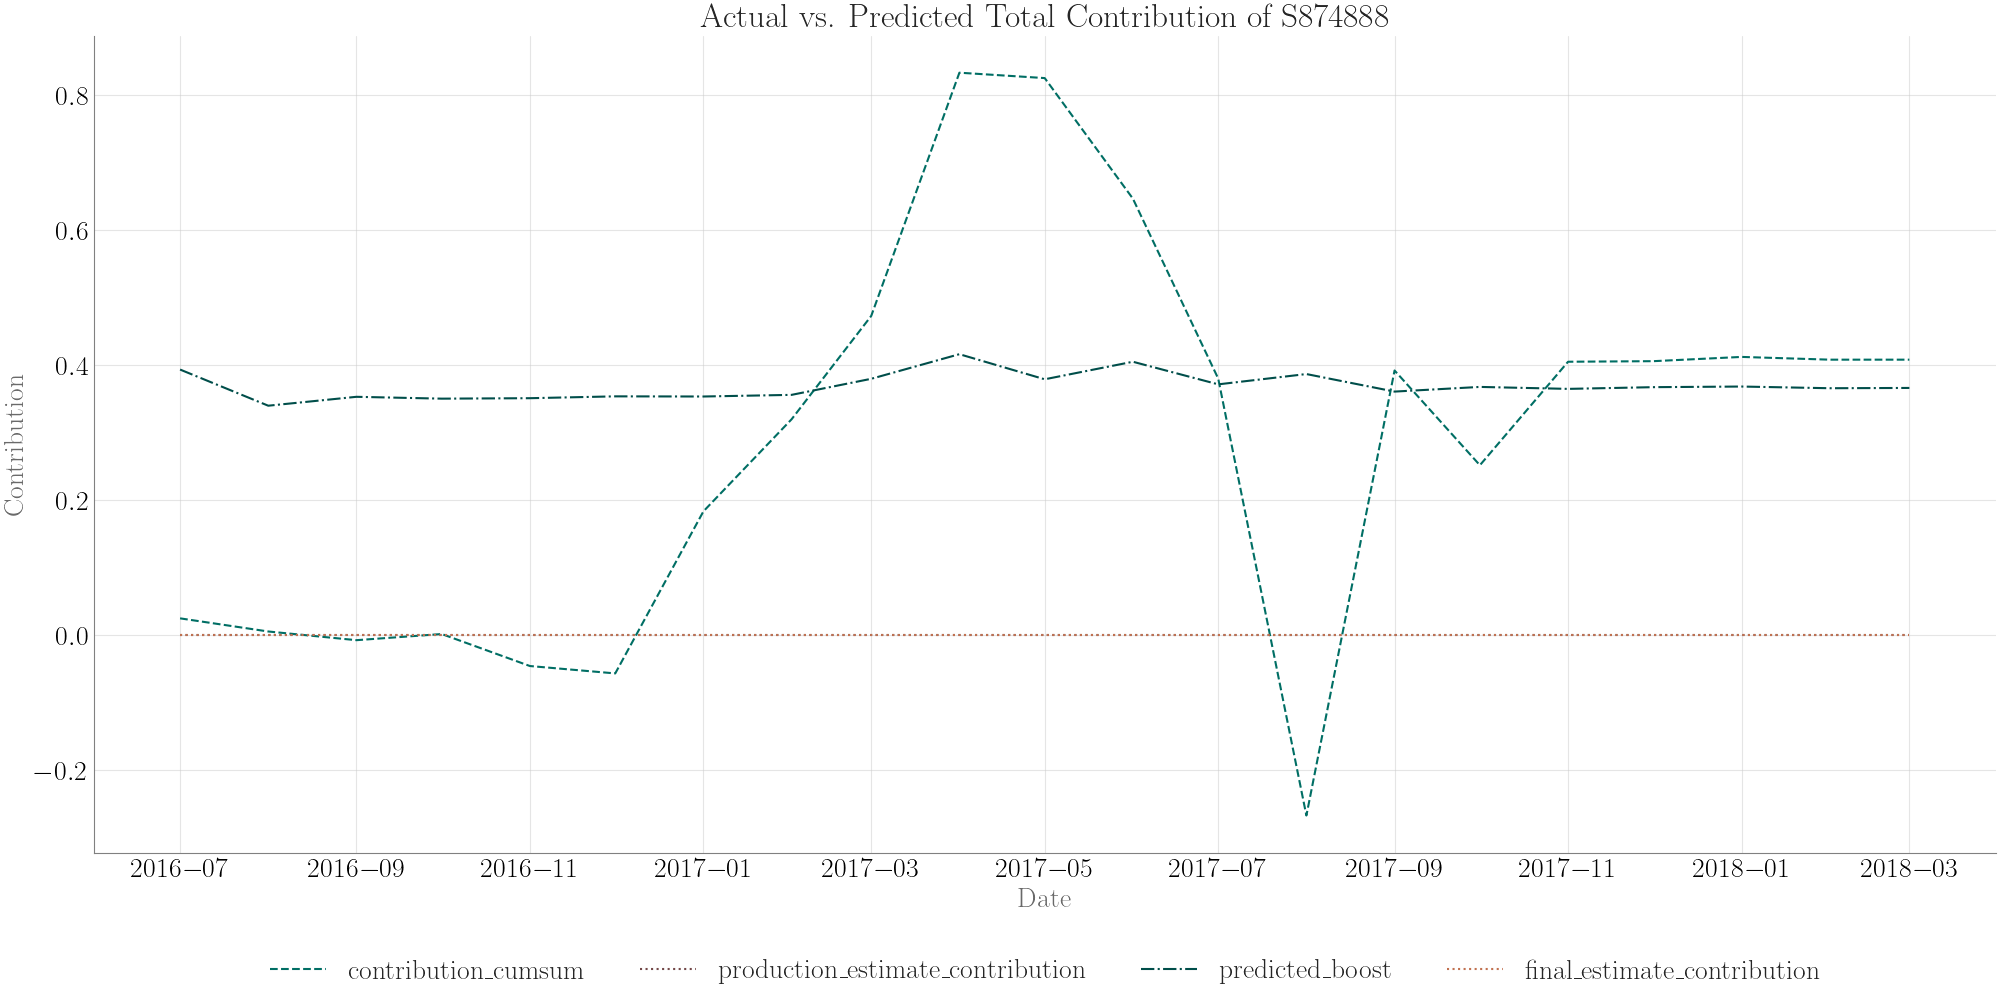 Actual vs. Predicted Total Contribution of S874888
Contribution
0.8
0.6
0.4
0.2
0.0
−0.2
2016−07 2016−09 2016−11 2017−01 2017−03 2017−05 2017−07 2017−09 2017−11 2018−01 2018−03
Date
contribution_cumsum production_estimate_contribution predicted_boost final_estimate_contribution